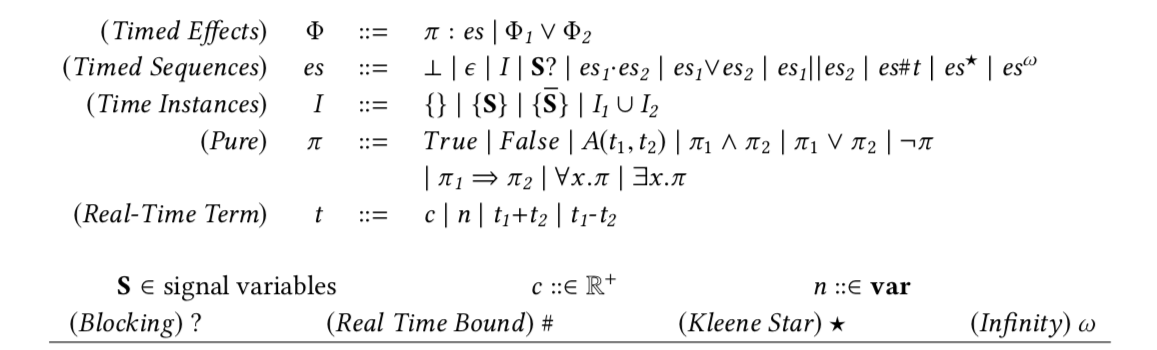 (Timed Effects) Φ ::= π : es | Φ₁ ∨ Φ₂
(Timed Sequences) es ::= ⊥ | ϵ | I | S? | es₁·es₂ | es₁∨es₂ | es₁||es₂ | es#t | es★ | esω
(Time Instances) I ::= {} | {S} | {S̅} | I₁ ∪ I₂
(Pure) π ::= True | False | A(t₁, t₂) | π₁ ∧ π₂ | π₁ ∨ π₂ | ¬π
| π₁ ⇒ π₂ | ∀x.π | ∃x.π
(Real-Time Term) t ::= c | n | t₁+t₂ | t₁-t₂
S ∈ signal variables c ::∈ ℝ⁺ n ::∈ var
(Blocking) ? (Real Time Bound) # (Kleene Star) ★ (Infinity) ω